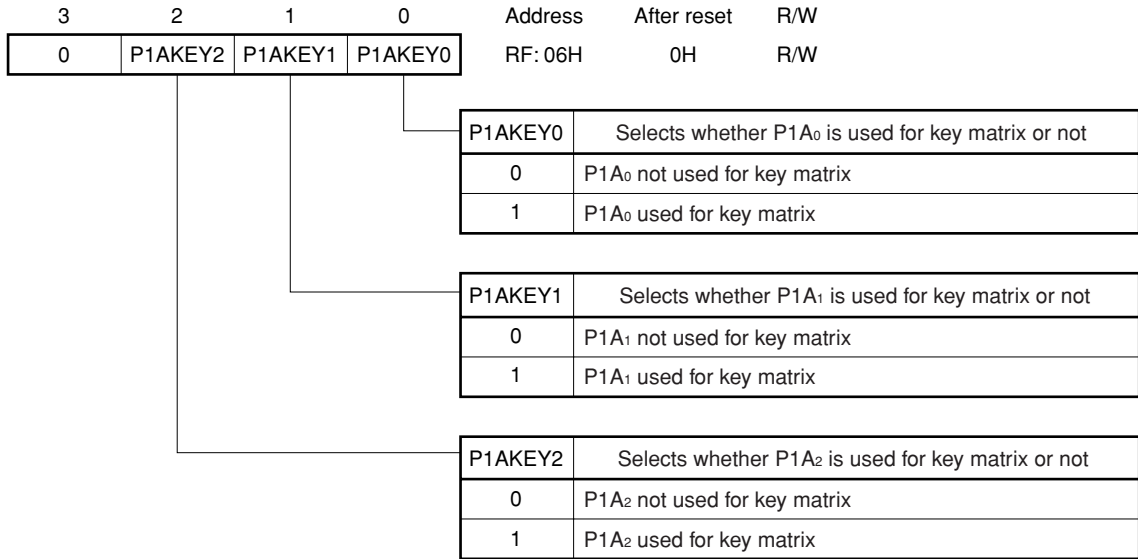 3 2 1 0 Address After reset R/W
0 P1AKEY2 P1AKEY1 P1AKEY0 RF: 06H 0H R/W
P1AKEY0 Selects whether P1A₀ is used for key matrix or not
0 P1A₀ not used for key matrix
1 P1A₀ used for key matrix
P1AKEY1 Selects whether P1A₁ is used for key matrix or not
0 P1A₁ not used for key matrix
1 P1A₁ used for key matrix
P1AKEY2 Selects whether P1A₂ is used for key matrix or not
0 P1A₂ not used for key matrix
1 P1A₂ used for key matrix